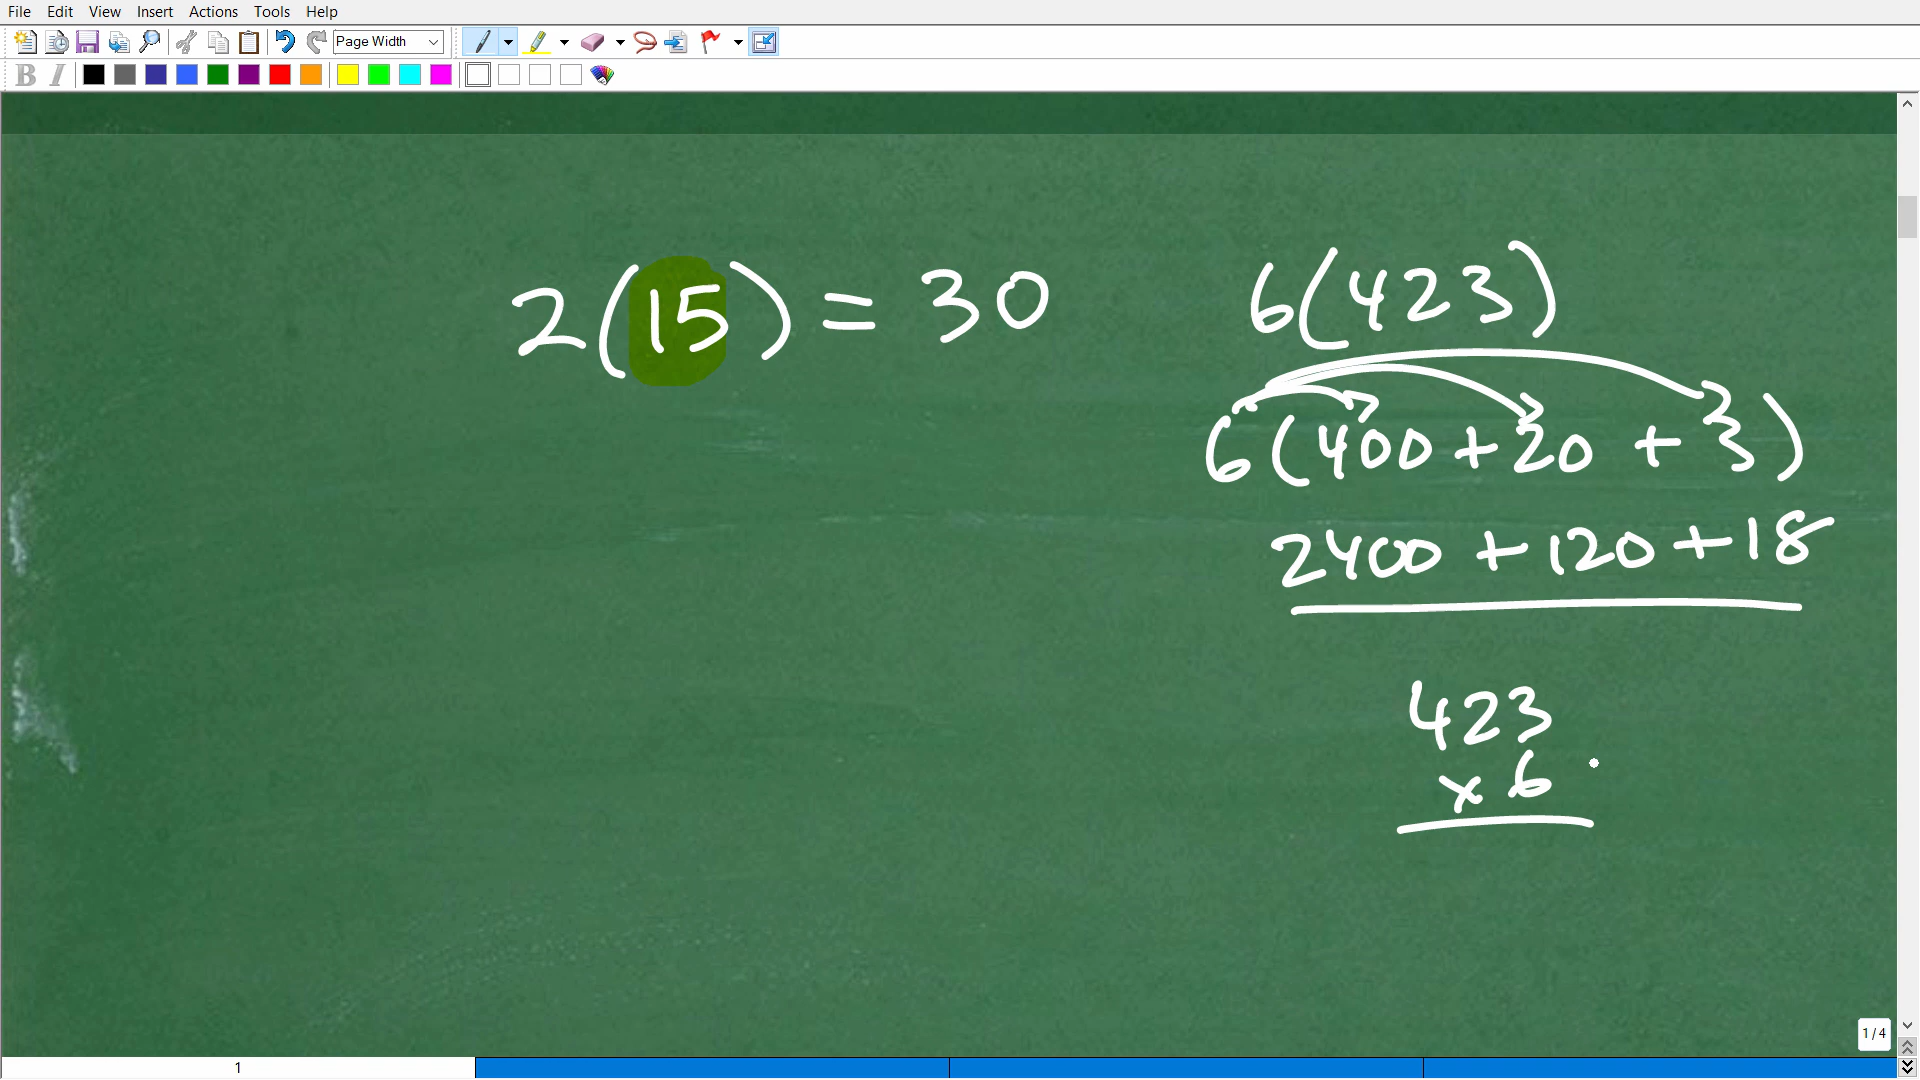 File Edit View Insert Actions Tools Help
Page Width
B I
2(15) = 30
6(423)
6(400 + 20 + 3)
2400 + 120 + 18
423
x 6
1 / 4
1